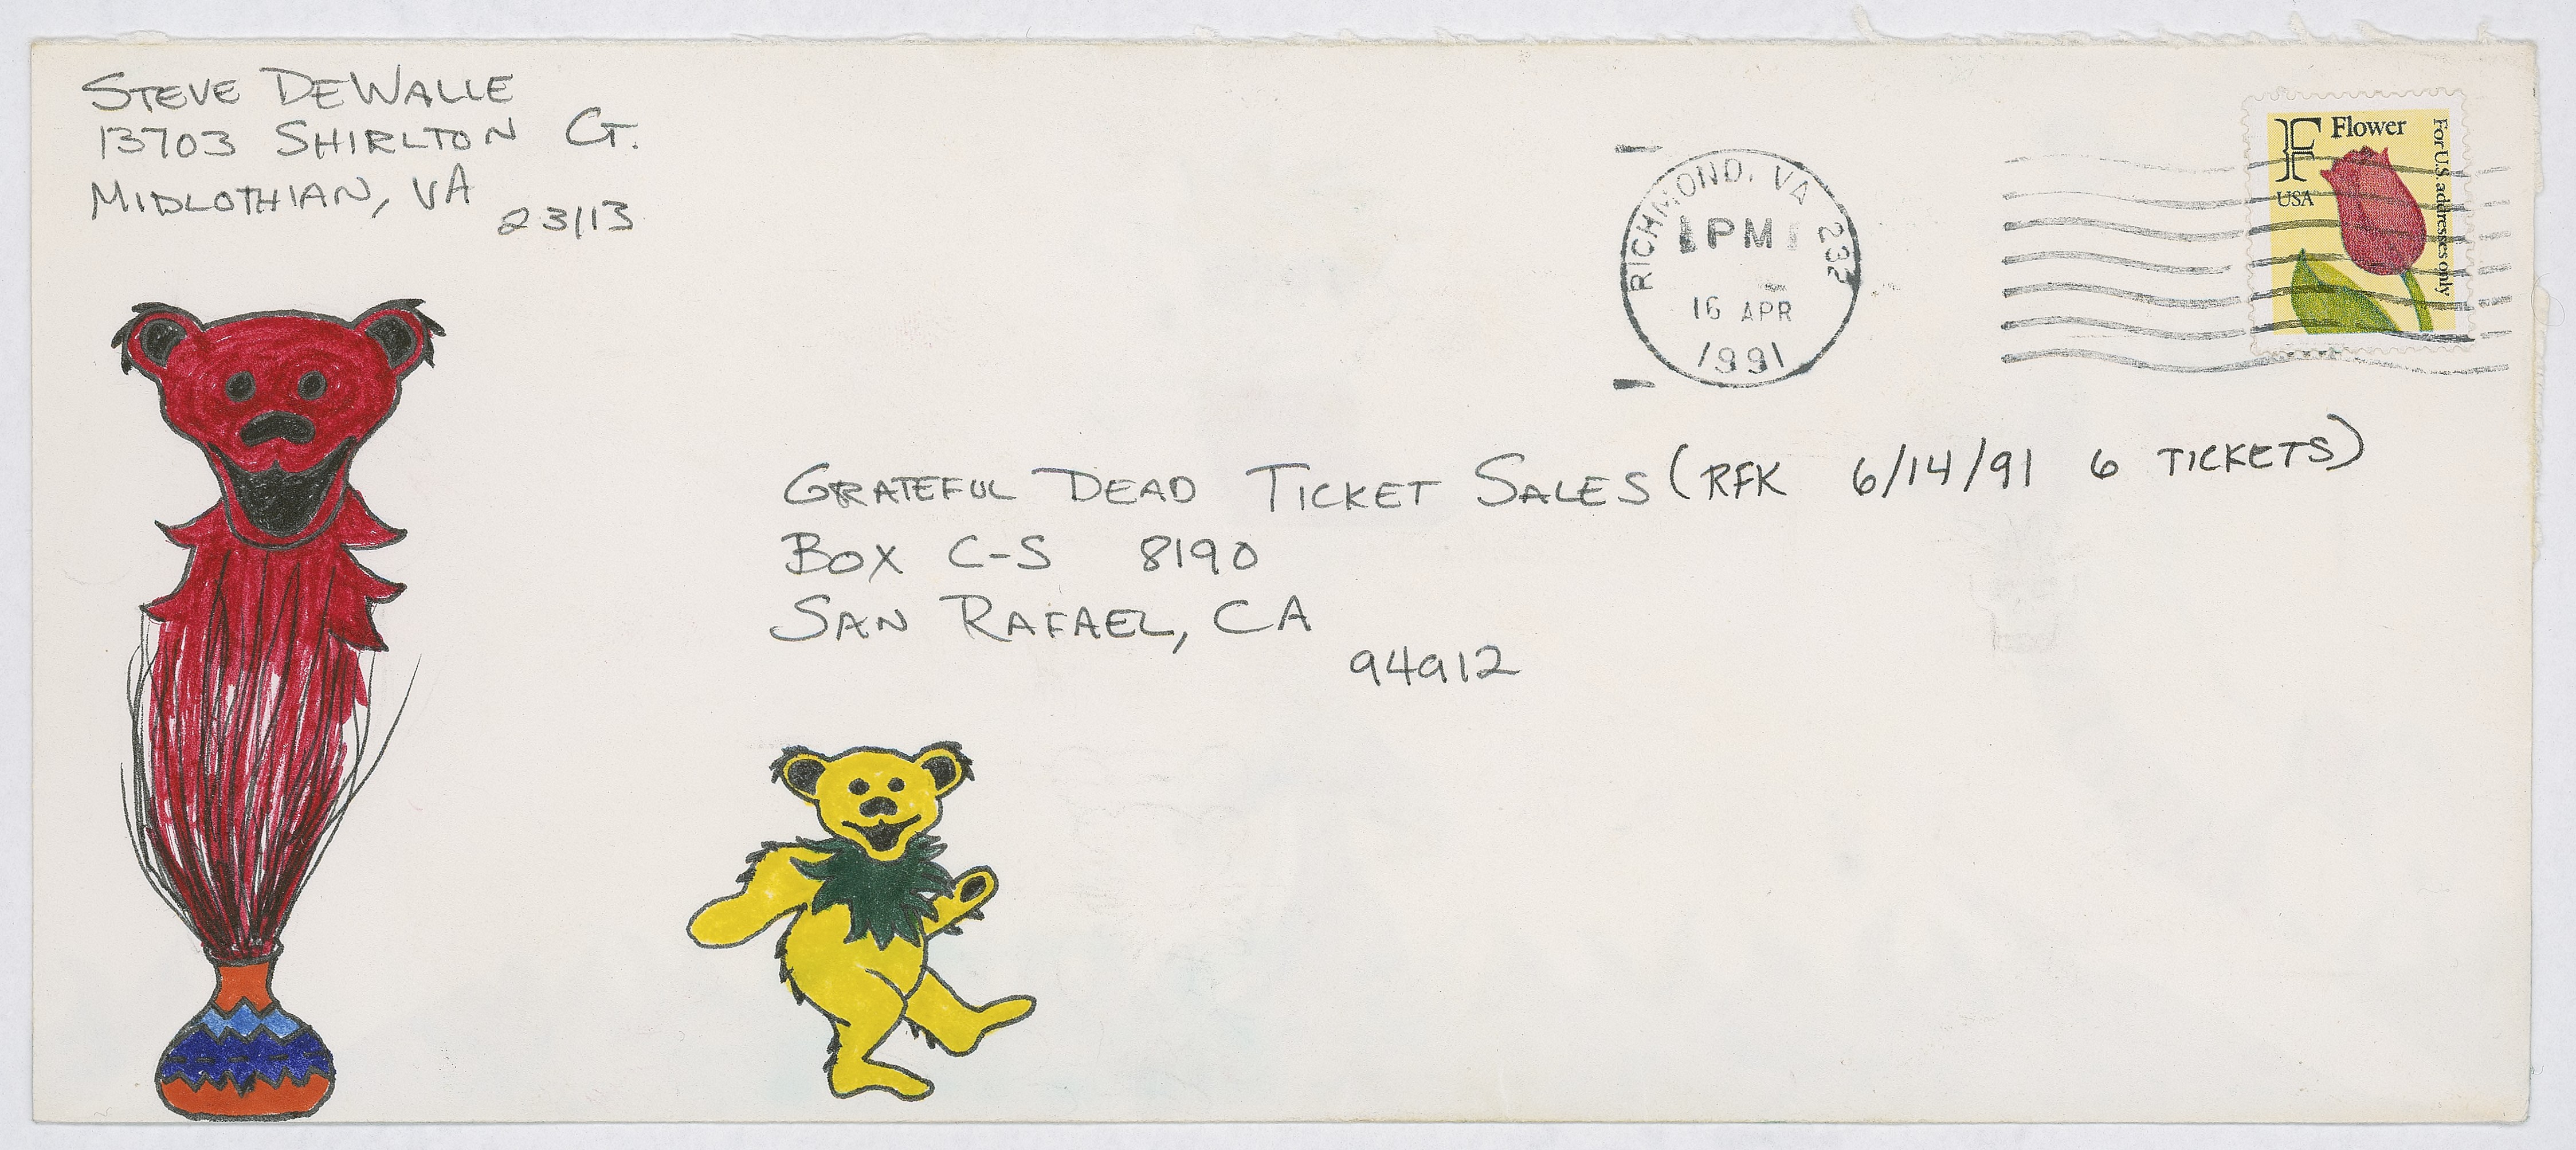 STEVE DEWALLE
13703 SHIRLTON CT.
MIDLOTHIAN, VA
23113
RICHMOND, VA 232
1 PM
16 APR
1991
F Flower
USA
For U.S. addresses only
GRATEFUL DEAD TICKET SALES (RFK 6/14/91 6 TICKETS)
BOX C-S 8190
SAN RAFAEL, CA
94912